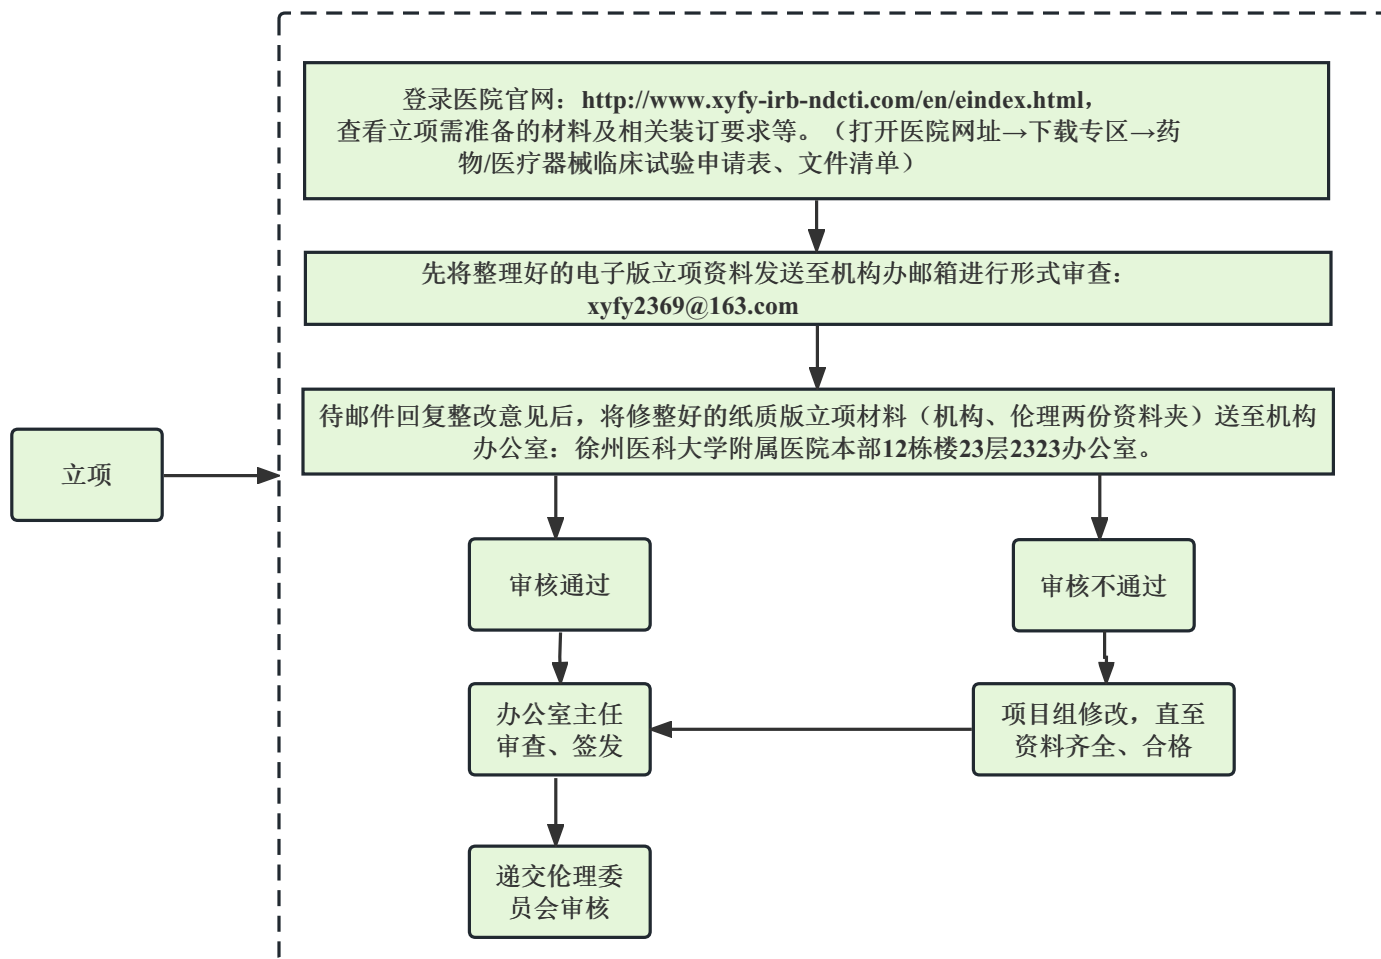 登录医院官网：http://www.xyfy-irb-ndcti.com/en/eindex.html，
查看立项需准备的材料及相关装订要求等。（打开医院网址→下载专区→药
物/医疗器械临床试验申请表、文件清单）
先将整理好的电子版立项资料发送至机构办邮箱进行形式审查：
xyfy2369@163.com
待邮件回复整改意见后，将修整好的纸质版立项材料（机构、伦理两份资料夹）送至机构
办公室：徐州医科大学附属医院本部12栋楼23层2323办公室。
立项
审核通过
审核不通过
办公室主任
审查、签发
项目组修改，直至
资料齐全、合格
递交伦理委
员会审核